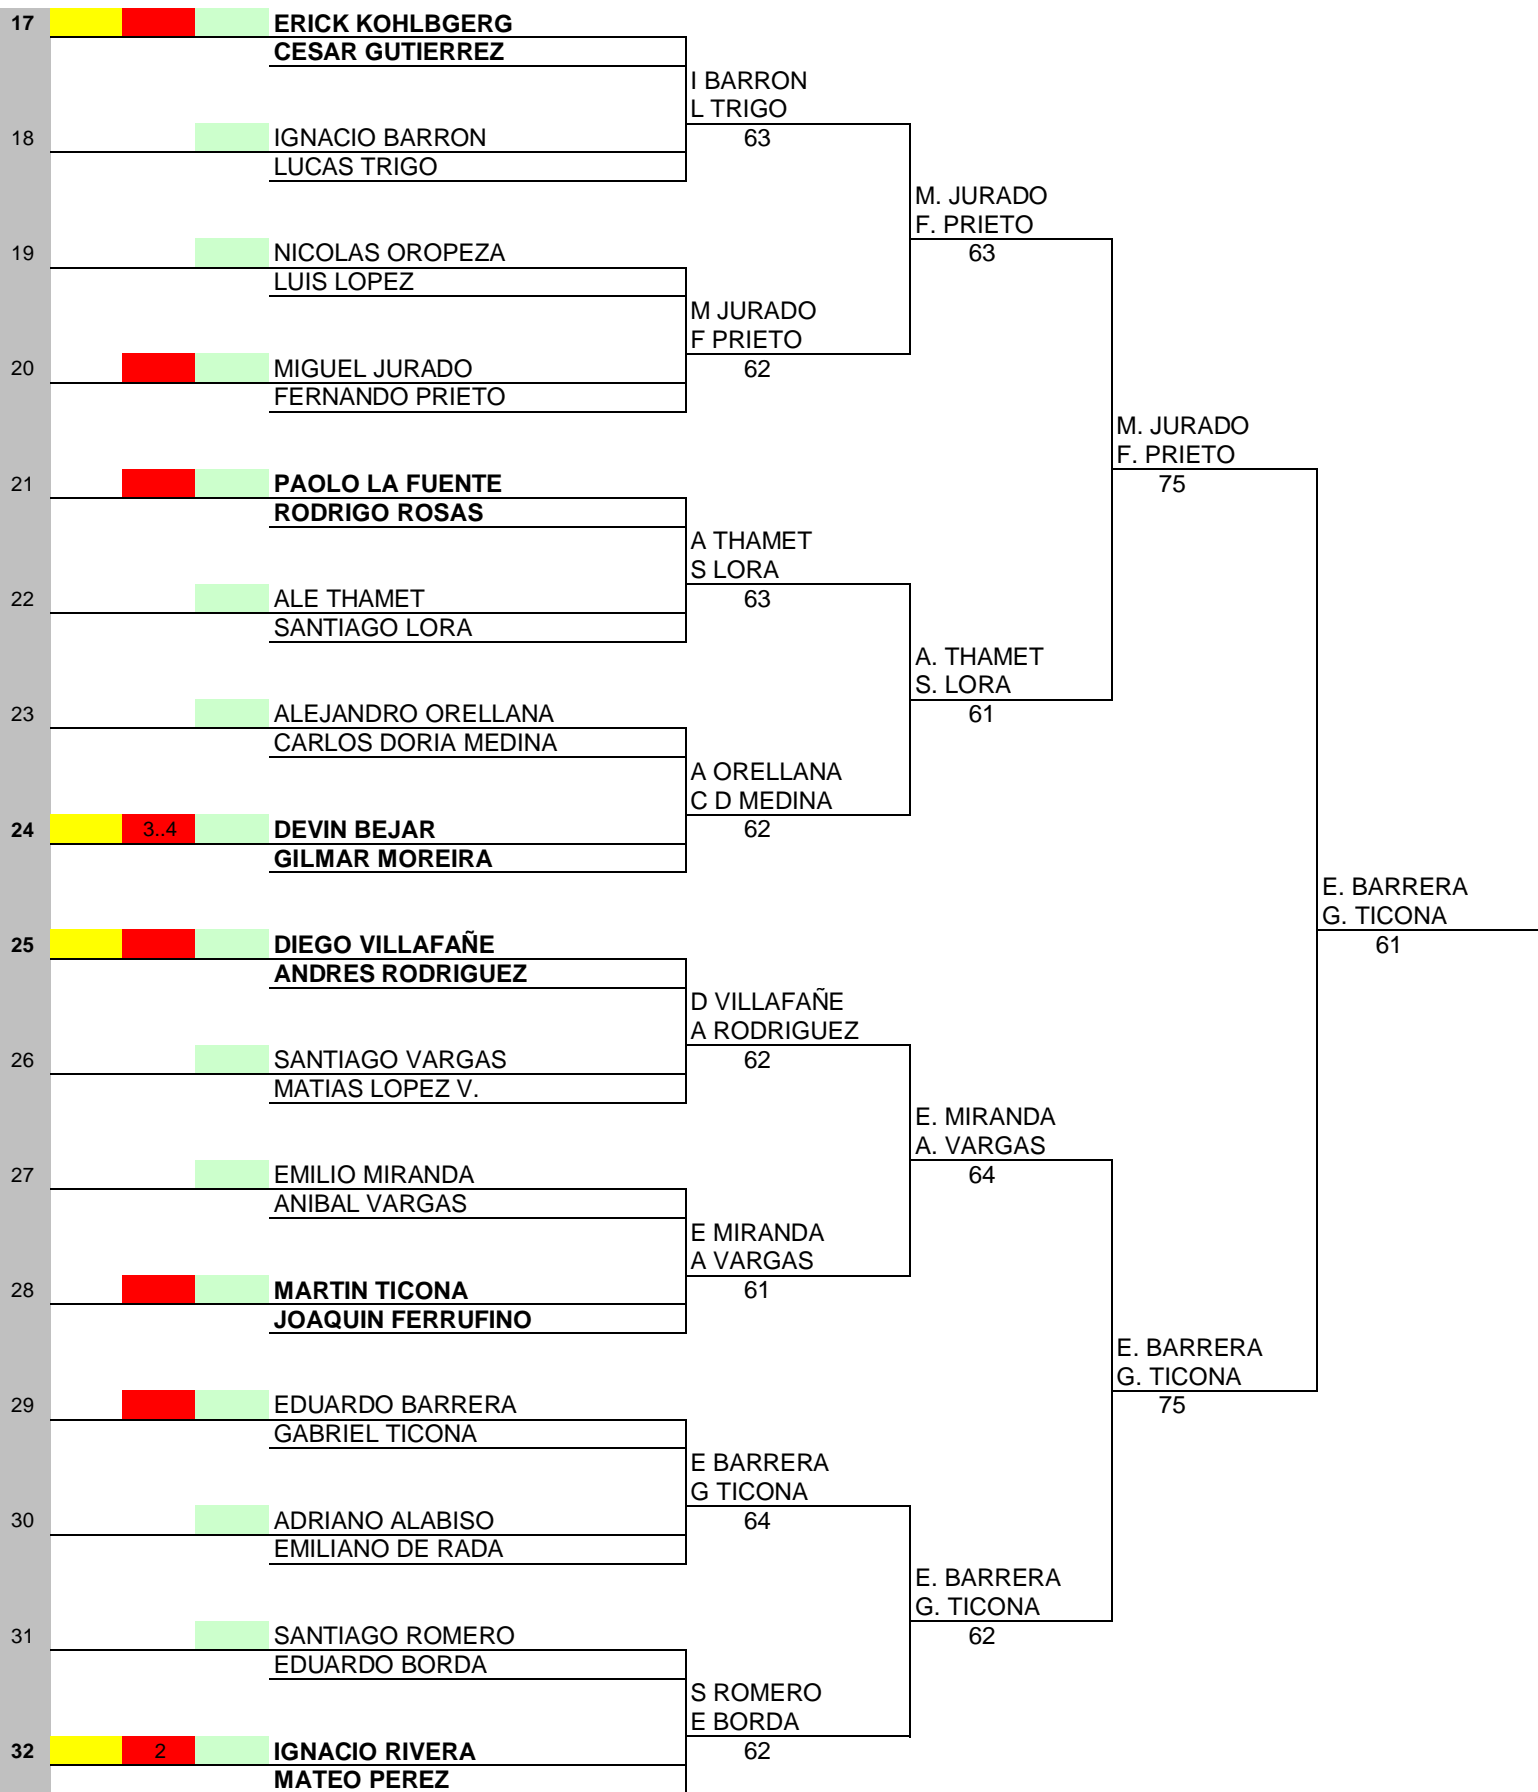 17 ERICK KOHLBGERG
CESAR GUTIERREZ
I BARRON
L TRIGO
18 IGNACIO BARRON 63
LUCAS TRIGO
M. JURADO
F. PRIETO
19 NICOLAS OROPEZA 63
LUIS LOPEZ
M JURADO
F PRIETO
20 MIGUEL JURADO 62
FERNANDO PRIETO
M. JURADO
F. PRIETO
21 PAOLO LA FUENTE 75
RODRIGO ROSAS
A THAMET
S LORA
22 ALE THAMET 63
SANTIAGO LORA
A. THAMET
S. LORA
23 ALEJANDRO ORELLANA 61
CARLOS DORIA MEDINA
A ORELLANA
C D MEDINA
24 3..4 DEVIN BEJAR 62
GILMAR MOREIRA
E. BARRERA
G. TICONA
25 DIEGO VILLAFAÑE 61
ANDRES RODRIGUEZ
D VILLAFAÑE
A RODRIGUEZ
26 SANTIAGO VARGAS 62
MATIAS LOPEZ V.
E. MIRANDA
A. VARGAS
27 EMILIO MIRANDA 64
ANIBAL VARGAS
E MIRANDA
A VARGAS
28 MARTIN TICONA 61
JOAQUIN FERRUFINO
E. BARRERA
G. TICONA
29 EDUARDO BARRERA 75
GABRIEL TICONA
E BARRERA
G TICONA
30 ADRIANO ALABISO 64
EMILIANO DE RADA
E. BARRERA
G. TICONA
31 SANTIAGO ROMERO 62
EDUARDO BORDA
S ROMERO
E BORDA
32 2 IGNACIO RIVERA 62
MATEO PEREZ